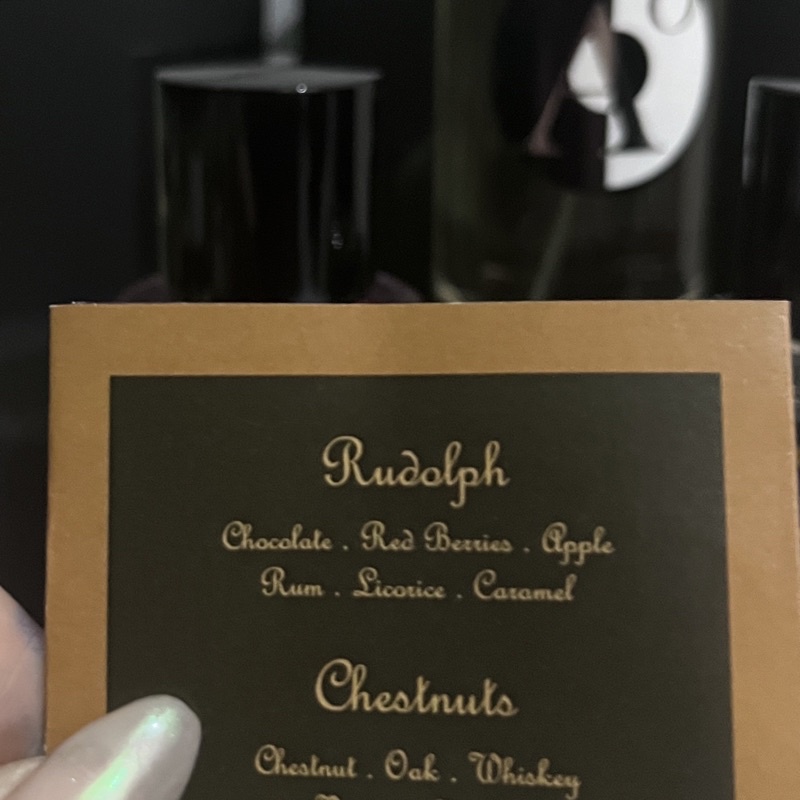 Rudolph
Chocolate . Red Berries . Apple
Rum . Licorice . Caramel
Chestnuts
Chestnut . Oak . Whiskey